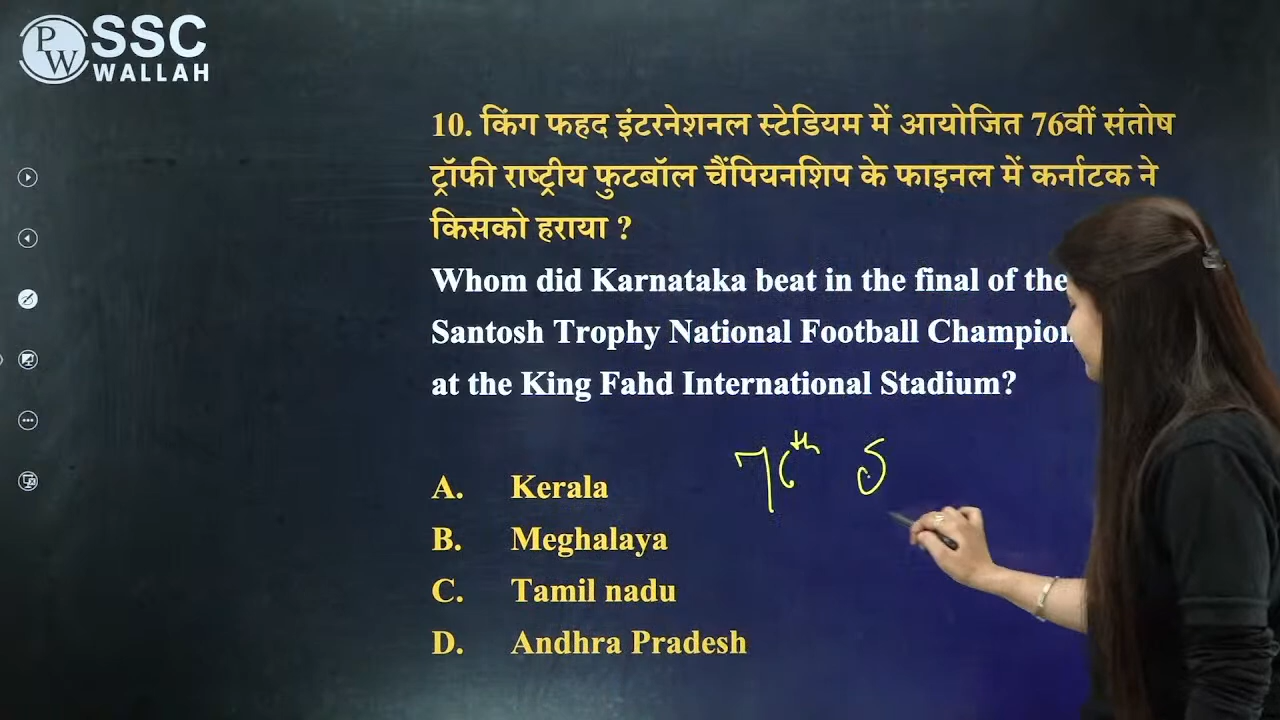 PW SSC
WALLAH
10. किंग फहद इंटरनेशनल स्टेडियम में आयोजित 76वीं संतोष
ट्रॉफी राष्ट्रीय फुटबॉल चैंपियनशिप के फाइनल में कर्नाटक ने
किसको हराया ?
Whom did Karnataka beat in the final of the
Santosh Trophy National Football Champion
at the King Fahd International Stadium?
76th S
A. Kerala
B. Meghalaya
C. Tamil nadu
D. Andhra Pradesh